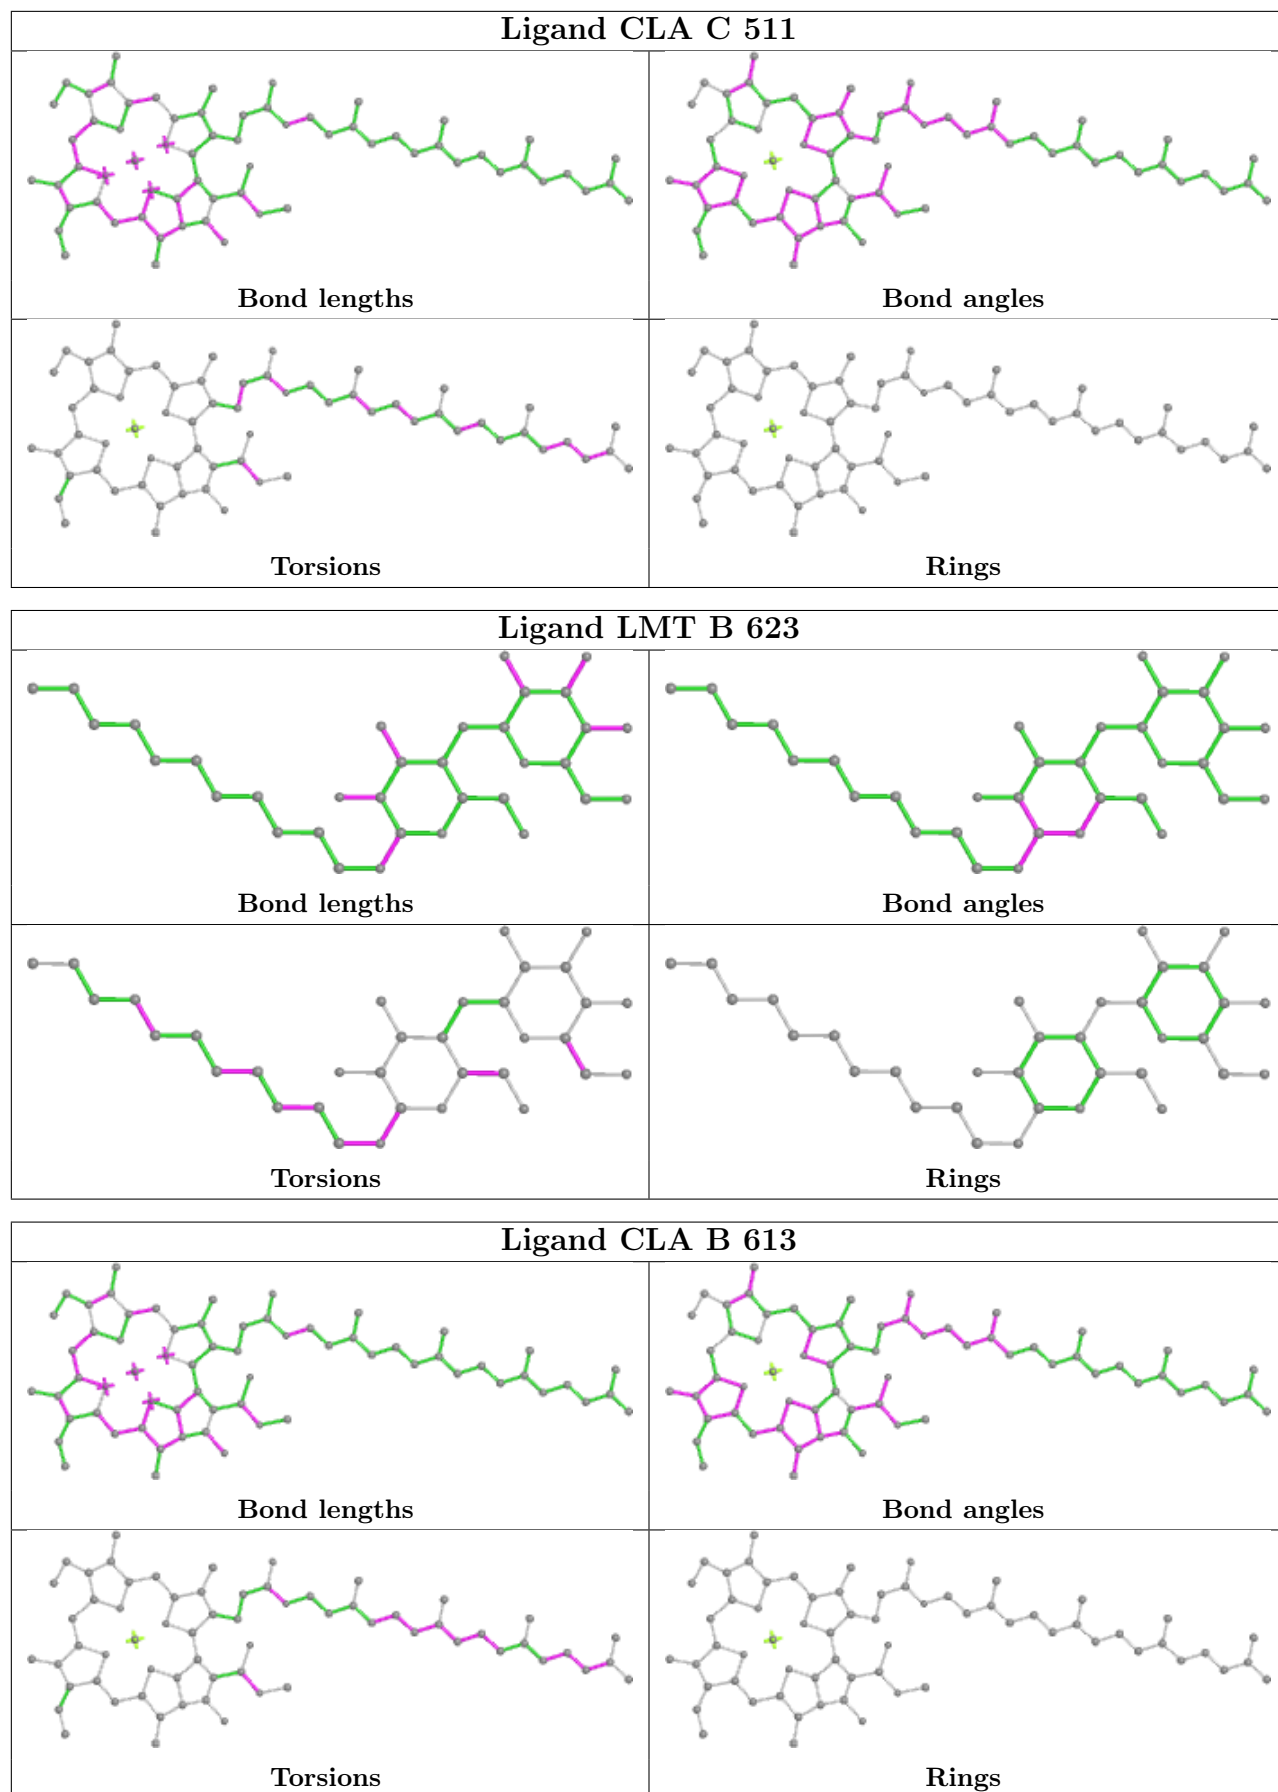 Ligand CLA C 511
Bond lengths
Bond angles
Torsions
Rings
Ligand LMT B 623
Bond lengths
Bond angles
Torsions
Rings
Ligand CLA B 613
Bond lengths
Bond angles
Torsions
Rings